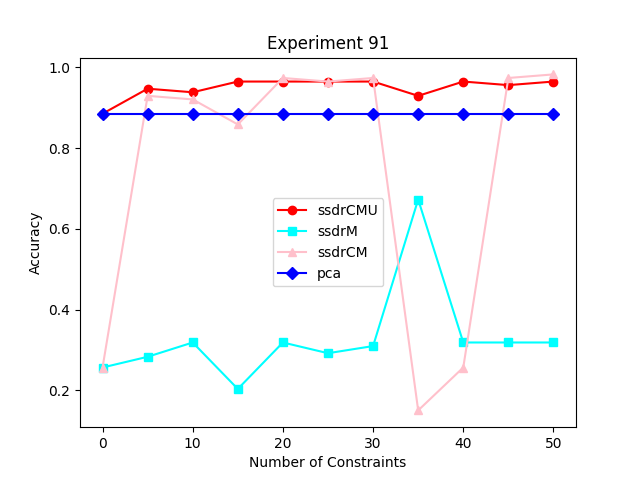 Experiment 91
1.0
0.8
0.6
0.4
0.2
Accuracy
ssdrCMU
ssdrM
ssdrCM
pca
0 10 20 30 40 50
Number of Constraints